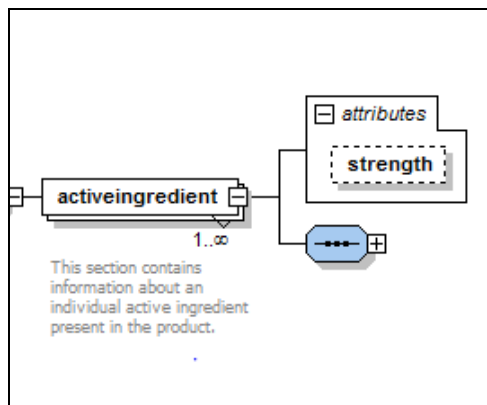 attributes
strength
activeingredient
1..∞
This section contains
information about an
individual active ingredient
present in the product.